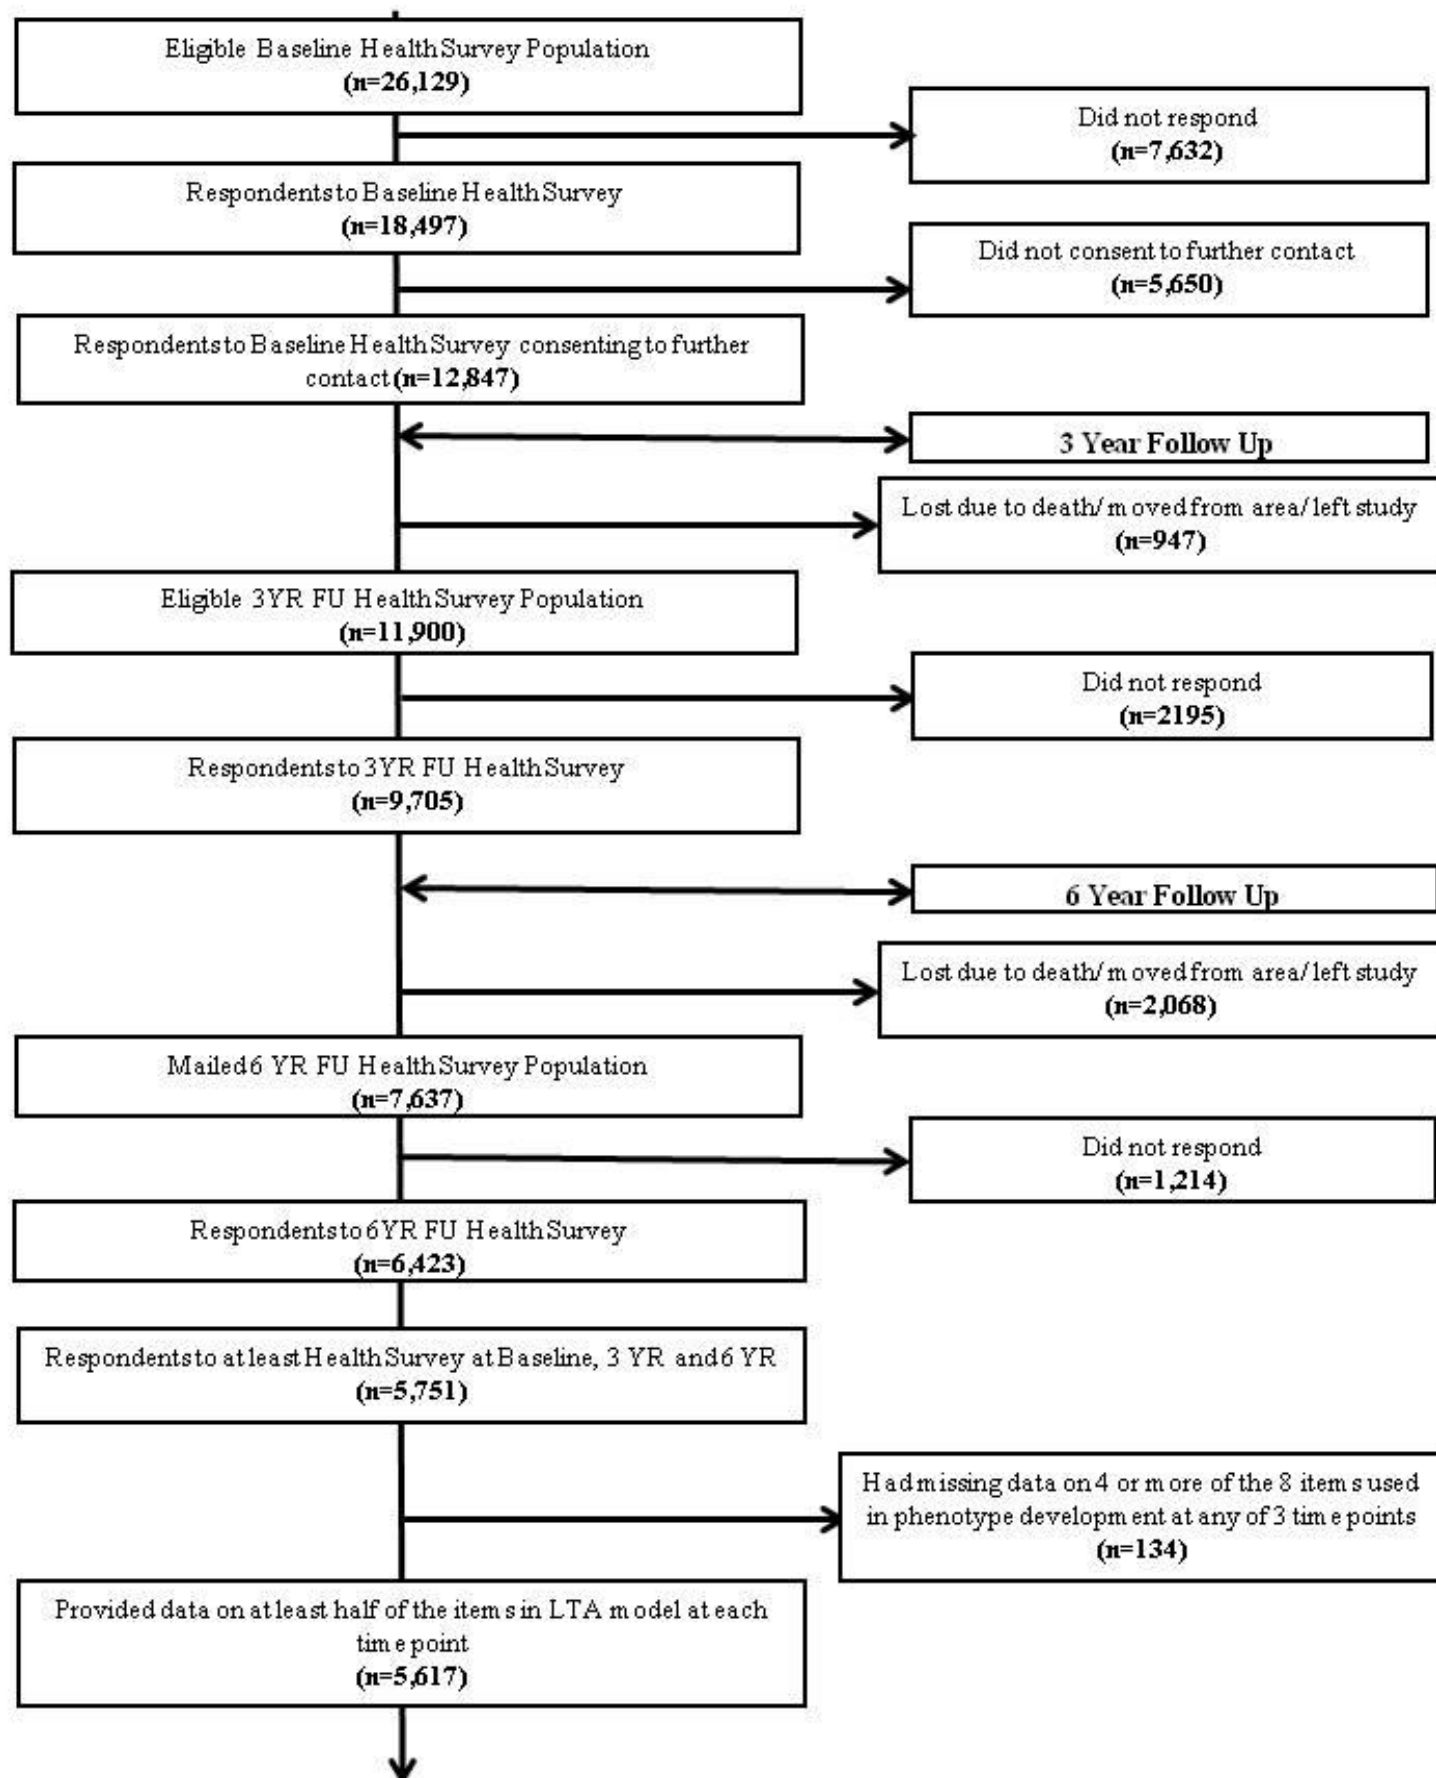 Eligible Baseline Health Survey Population
(n=26,129)
Did not respond
(n=7,632)
Respondents to Baseline Health Survey
(n=18,497)
Did not consent to further contact
(n=5,650)
Respondents to Baseline Health Survey consenting to further
contact (n=12,847)
3 Year Follow Up
Lost due to death/ moved from area/ left study
(n=947)
Eligible 3YR FU Health Survey Population
(n=11,900)
Did not respond
(n=2195)
Respondents to 3YR FU Health Survey
(n=9,705)
6 Year Follow Up
Lost due to death/ moved from area/ left study
(n=2,068)
Mailed 6 YR FU Health Survey Population
(n=7,637)
Did not respond
(n=1,214)
Respondents to 6YR FU Health Survey
(n=6,423)
Respondents to at least Health Survey at Baseline, 3 YR and 6 YR
(n=5,751)
Had missing data on 4 or more of the 8 items used
in phenotype development at any of 3 time points
(n=134)
Provided data on at least half of the items in LTA model at each
time point
(n=5,617)